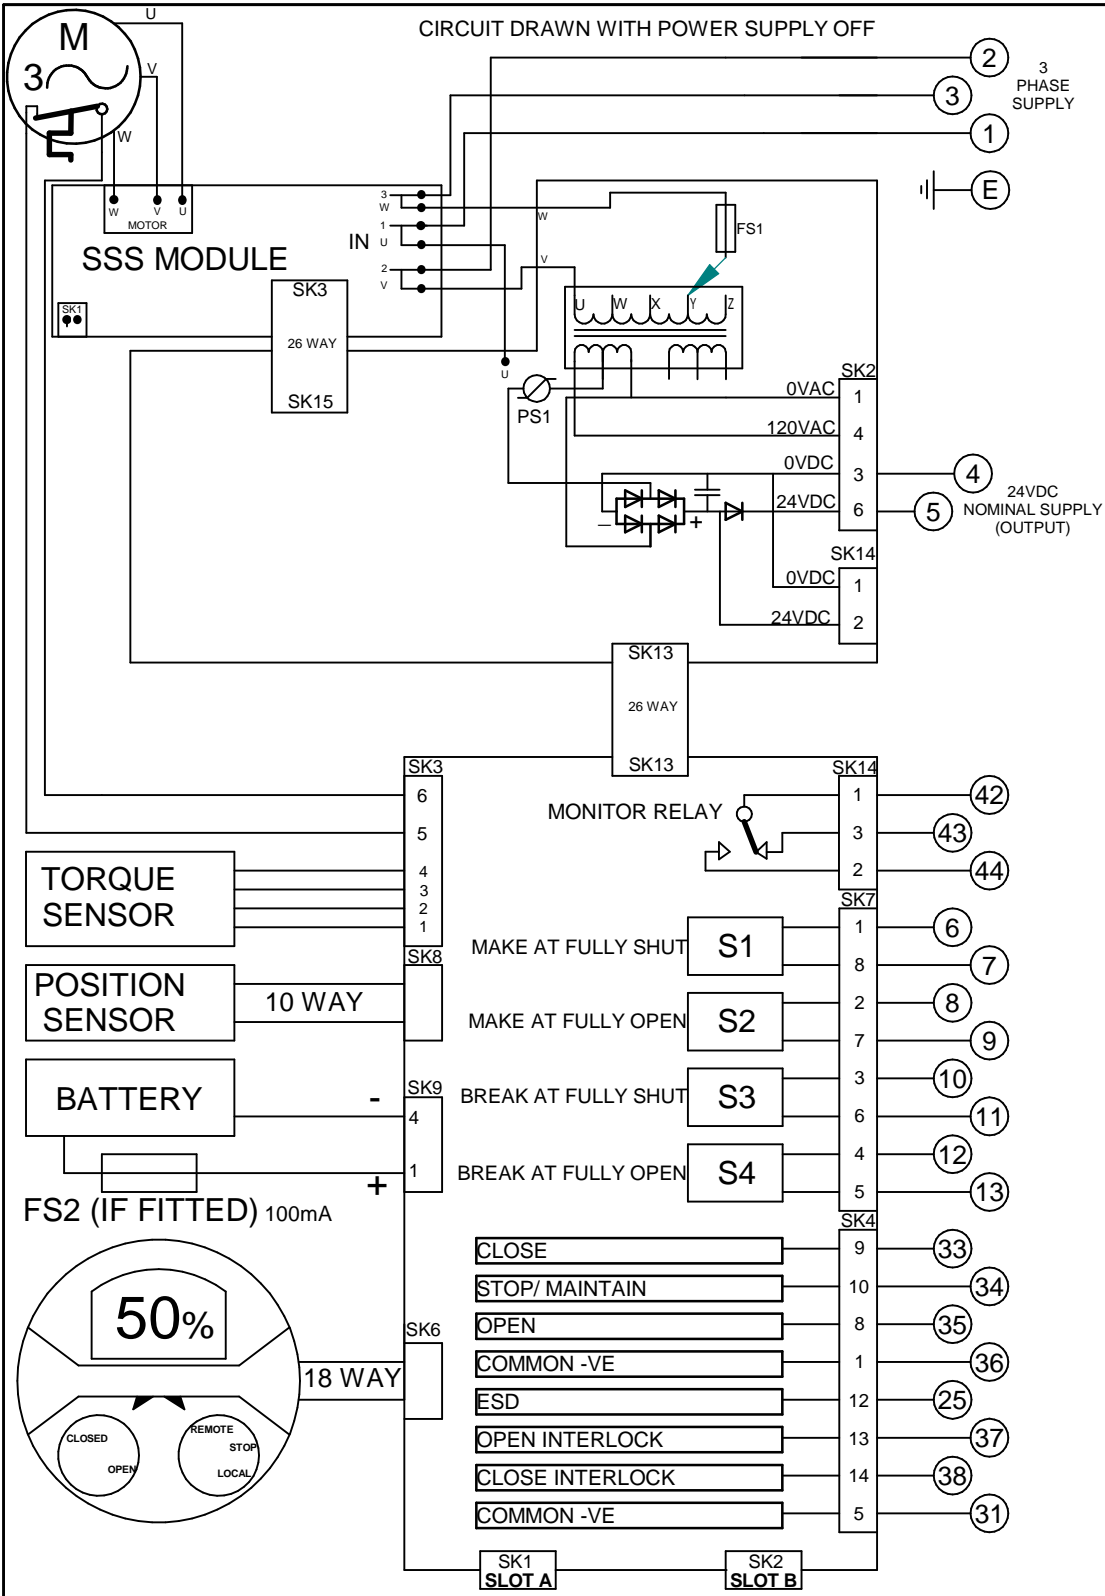 CIRCUIT DRAWN WITH POWER SUPPLY OFF
U
M
3
V
W
2
3
1
E
3
PHASE
SUPPLY
W V U
MOTOR
SSS MODULE
IN
3
W
1
U
2
V
W
V
FS1
SK1
SK3
26 WAY
SK15
U W X Y Z
U
PS1
SK2
0VAC 1
120VAC 4
0VDC 3 4
24VDC 6 5
24VDC
NOMINAL SUPPLY
(OUTPUT)
– +
SK14
0VDC 1
24VDC 2
SK13
26 WAY
SK13
SK3
6
5
4
3
2
1
TORQUE
SENSOR
SK8
POSITION
SENSOR
10 WAY
SK9
BATTERY
-
4
1
+
FS2 (IF FITTED) 100mA
50%
CLOSED
OPEN
REMOTE
STOP
LOCAL
SK6
18 WAY
SK14
MONITOR RELAY
1 42
3 43
2 44
SK7
MAKE AT FULLY SHUT S1
1 6
8 7
MAKE AT FULLY OPEN S2
2 8
7 9
BREAK AT FULLY SHUT S3
3 10
6 11
BREAK AT FULLY OPEN S4
4 12
5 13
SK4
CLOSE 9 33
STOP/ MAINTAIN 10 34
OPEN 8 35
COMMON -VE 1 36
ESD 12 25
OPEN INTERLOCK 13 37
CLOSE INTERLOCK 14 38
COMMON -VE 5 31
SK1
SLOT A
SK2
SLOT B